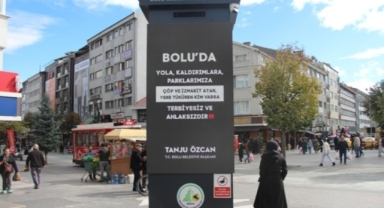 BOLU'DA
YOLA, KALDIRIMLARA,
PARKLARIMIZA
ÇÖP VE İZMARİT ATAN,
YERE TÜKÜREN KİM VARSA
TERBİYESİZ VE
AHLAKSIZDIR!!!
TANJU ÖZCAN
T.C. BOLU BELEDİYE BAŞKANI